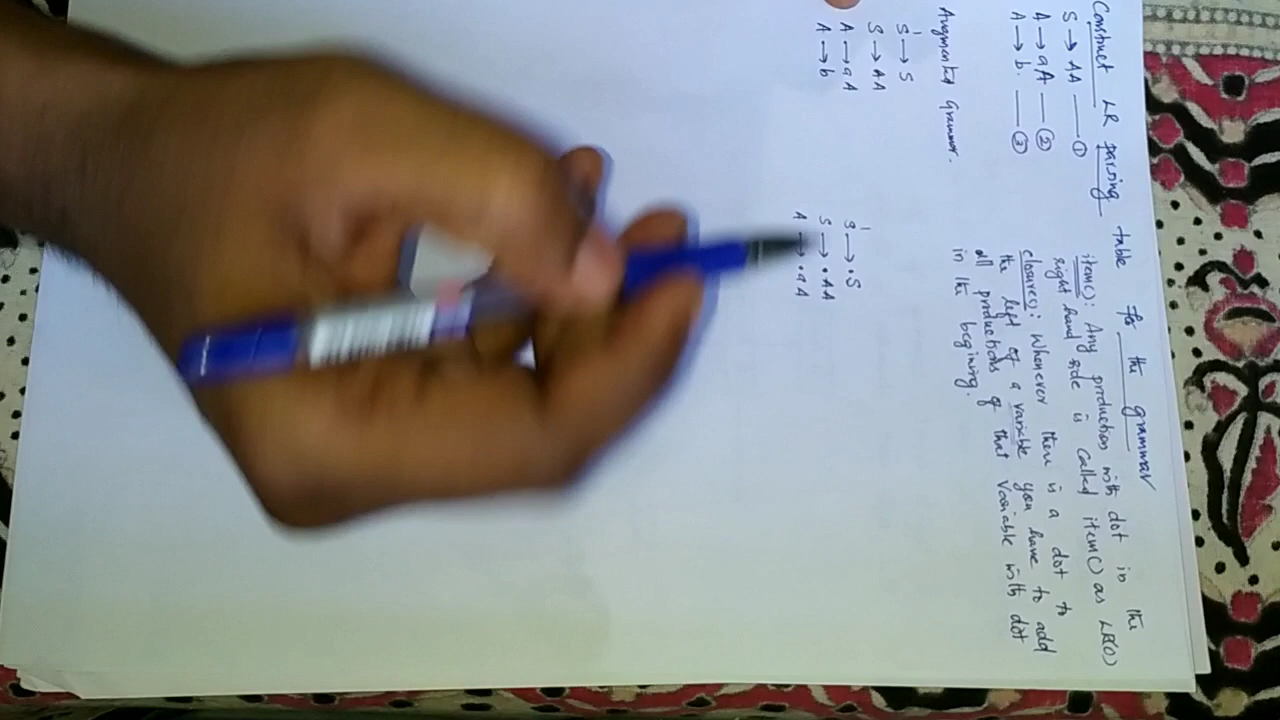 Construct LR parsing table for the grammar
S → AA —— ①
A → aA —— ②
A → b. —— ③
item(): Any production with dot in the
right hand side is called item() as LR(0)
closures: Whenever there is a dot to
the left of a variable you have to add
all productions of that variable with dot
in the begining.
Augmented Grammar.
S' → S
S → AA
A → aA
A → b
S' → •S
S → •AA
A → •aA